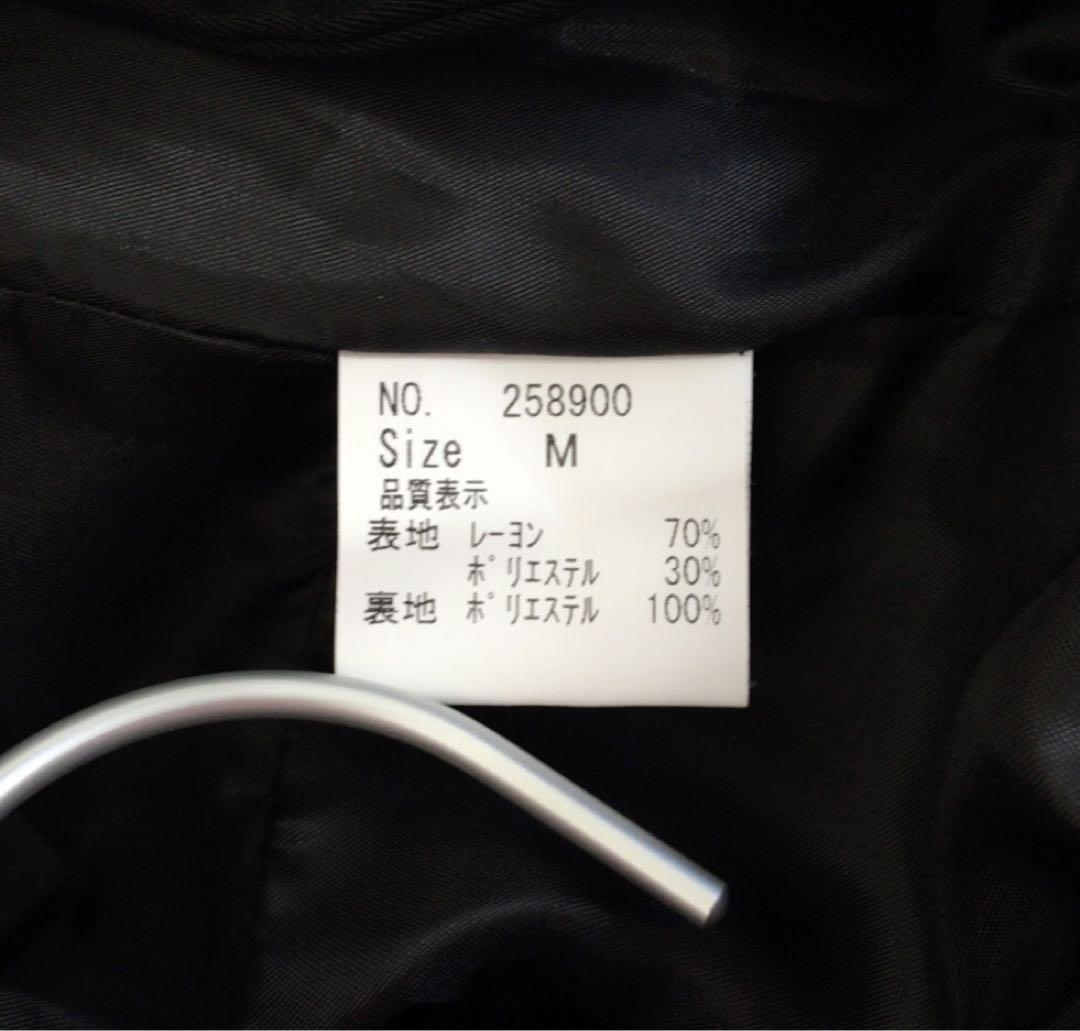 NO. 258900
Size M
品質表示
表地 ﾚｰﾖﾝ 70%
ﾎﾟﾘｴｽﾃﾙ 30%
裏地 ﾎﾟﾘｴｽﾃﾙ 100%